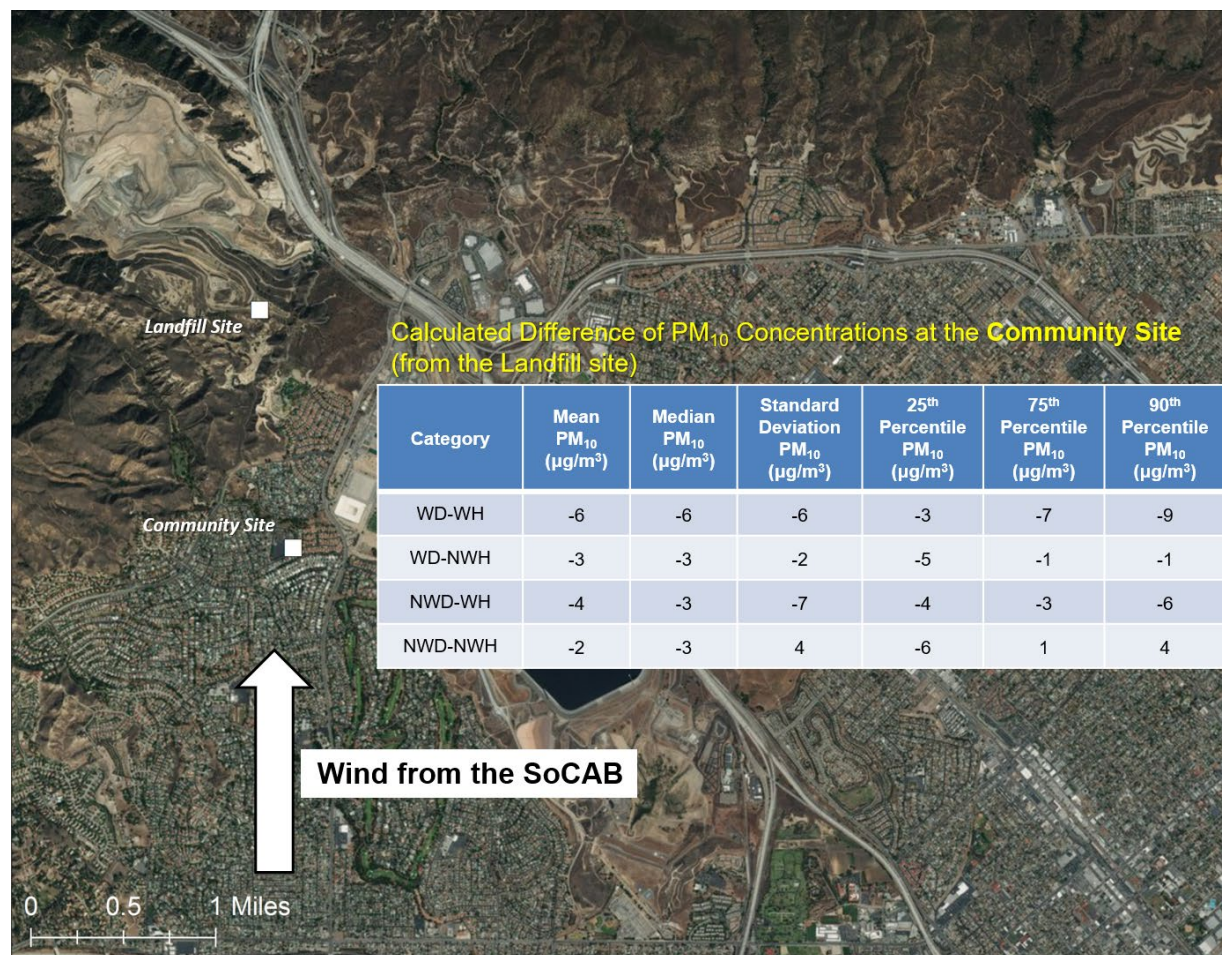 Landfill Site
Calculated Difference of PM₁₀ Concentrations at the Community Site
(from the Landfill site)
Category
Mean
PM₁₀
(µg/m³)
Median
PM₁₀
(µg/m³)
Standard
Deviation
PM₁₀
(µg/m³)
25th
Percentile
PM₁₀
(µg/m³)
75th
Percentile
PM₁₀
(µg/m³)
90th
Percentile
PM₁₀
(µg/m³)
WD-WH -6 -6 -6 -3 -7 -9
WD-NWH -3 -3 -2 -5 -1 -1
NWD-WH -4 -3 -7 -4 -3 -6
NWD-NWH -2 -3 4 -6 1 4
Community Site
Wind from the SoCAB
0 0.5 1 Miles